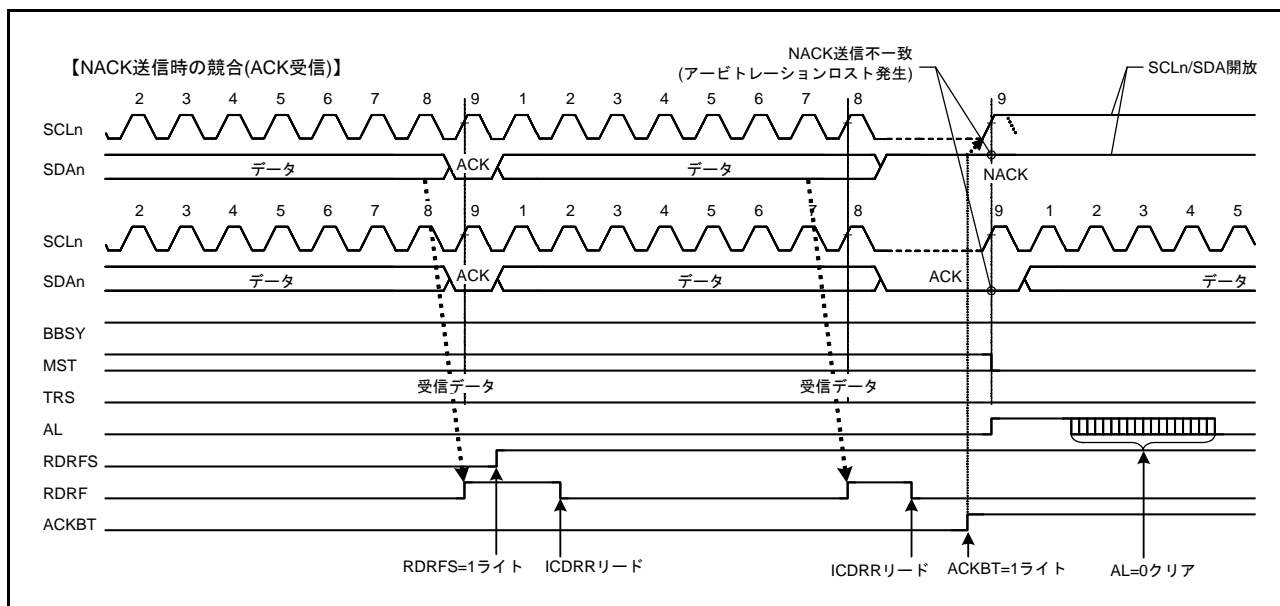 【NACK送信時の競合(ACK受信)】
NACK送信不一致
(アービトレーションロスト発生)
SCLn/SDA開放
2 3 4 5 6 7 8 9 1 2 3 4 5 6 7 8 9
SCLn
SDAn
データ ACK データ NACK
2 3 4 5 6 7 8 9 1 2 3 4 5 6 7 8 9 1 2 3 4 5
SCLn
SDAn
データ ACK データ ACK データ
BBSY
MST
受信データ 受信データ
TRS
AL
RDRFS
RDRF
ACKBT
RDRFS=1ライト ICDRRリード ICDRRリード ACKBT=1ライト AL=0クリア